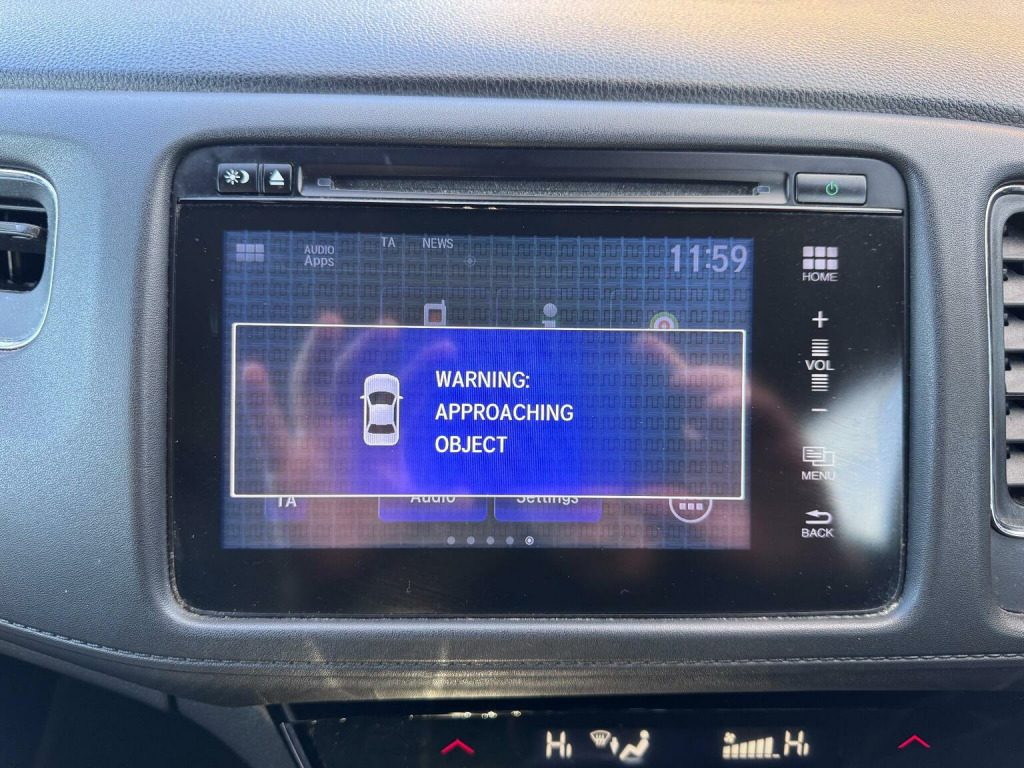 AUDIO
Apps
TA NEWS
11:59
HOME
+
VOL
−
WARNING:
APPROACHING
OBJECT
MENU
TA
Audio
Settings
BACK
HI
HI